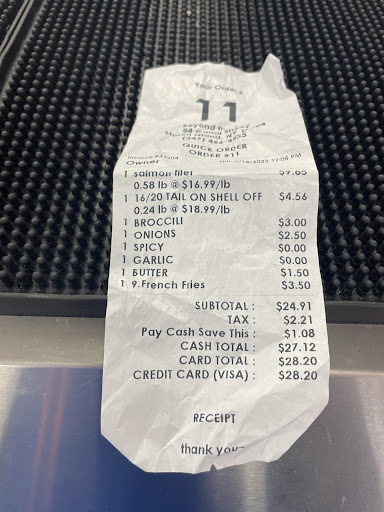 Your Order #
11
Beyond
QUICK ORDER
ORDER #11
Owner
1 salmon filet $9.85
0.58 lb @ $16.99/lb
1 16/20 TAIL ON SHELL OFF $4.56
0.24 lb @ $18.99/lb
1 BROCCILI $3.00
1 ONIONS $2.50
1 SPICY $0.00
1 GARLIC $0.00
1 BUTTER $1.50
1 9.French Fries $3.50
SUBTOTAL : $24.91
TAX : $2.21
Pay Cash Save This : $1.08
CASH TOTAL : $27.12
CARD TOTAL : $28.20
CREDIT CARD (VISA) : $28.20
RECEIPT
thank you